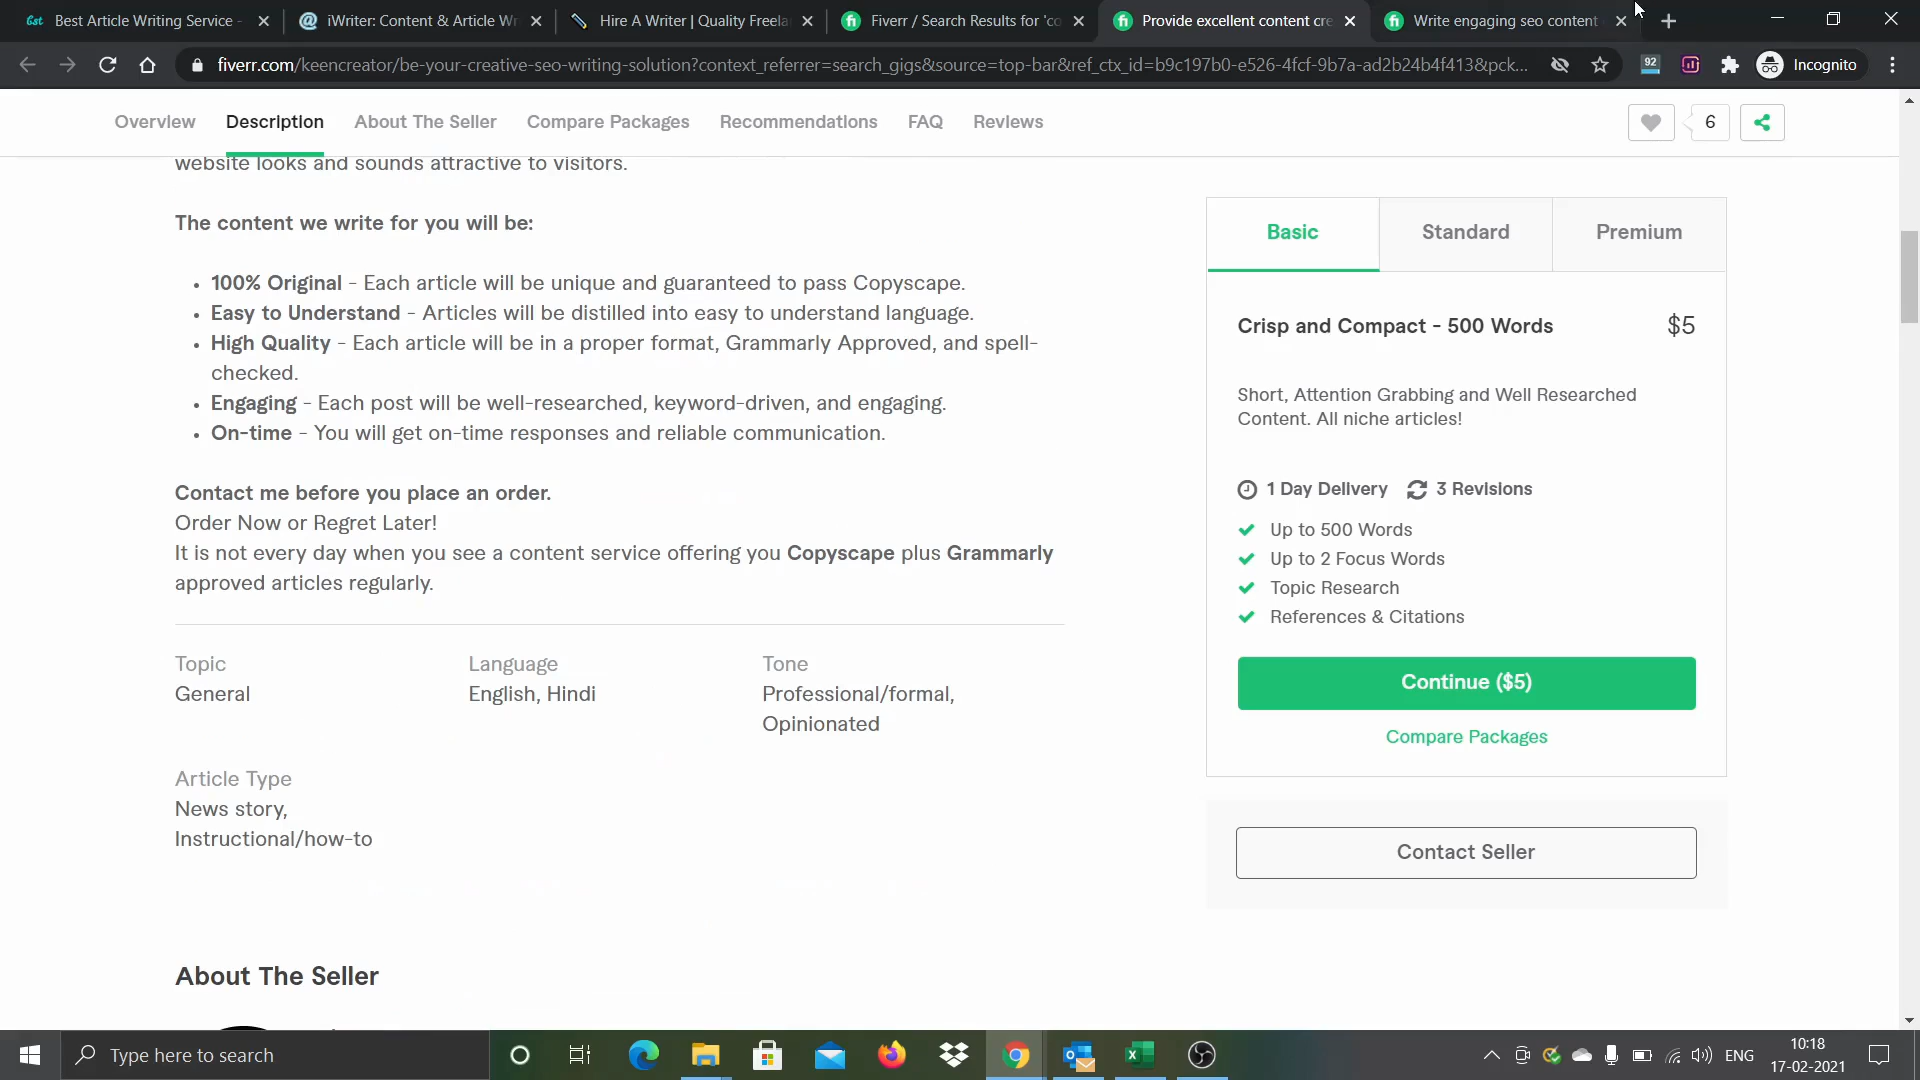 Best Article Writing Service -
iWriter: Content & Article Wr
Hire A Writer | Quality Freela
Fiverr / Search Results for 'co
Provide excellent content cre
Write engaging seo content
fiverr.com/keencreator/be-your-creative-seo-writing-solution?context_referrer=search_gigs&source=top-bar&ref_ctx_id=b9c197b0-e526-4fcf-9b7a-ad2b24b4f413&pck...
92
Incognito
Overview
Description
About The Seller
Compare Packages
Recommendations
FAQ
Reviews
6
website looks and sounds attractive to visitors.
The content we write for you will be:
100% Original - Each article will be unique and guaranteed to pass Copyscape.
Easy to Understand - Articles will be distilled into easy to understand language.
High Quality - Each article will be in a proper format, Grammarly Approved, and spell-
checked.
Engaging - Each post will be well-researched, keyword-driven, and engaging.
On-time - You will get on-time responses and reliable communication.
Contact me before you place an order.
Order Now or Regret Later!
It is not every day when you see a content service offering you Copyscape plus Grammarly
approved articles regularly.
Topic
General
Language
English, Hindi
Tone
Professional/formal,
Opinionated
Article Type
News story,
Instructional/how-to
About The Seller
Basic
Standard
Premium
Crisp and Compact - 500 Words
$5
Short, Attention Grabbing and Well Researched
Content. All niche articles!
1 Day Delivery
3 Revisions
Up to 500 Words
Up to 2 Focus Words
Topic Research
References & Citations
Continue ($5)
Compare Packages
Contact Seller
Type here to search
ENG
10:18
17-02-2021